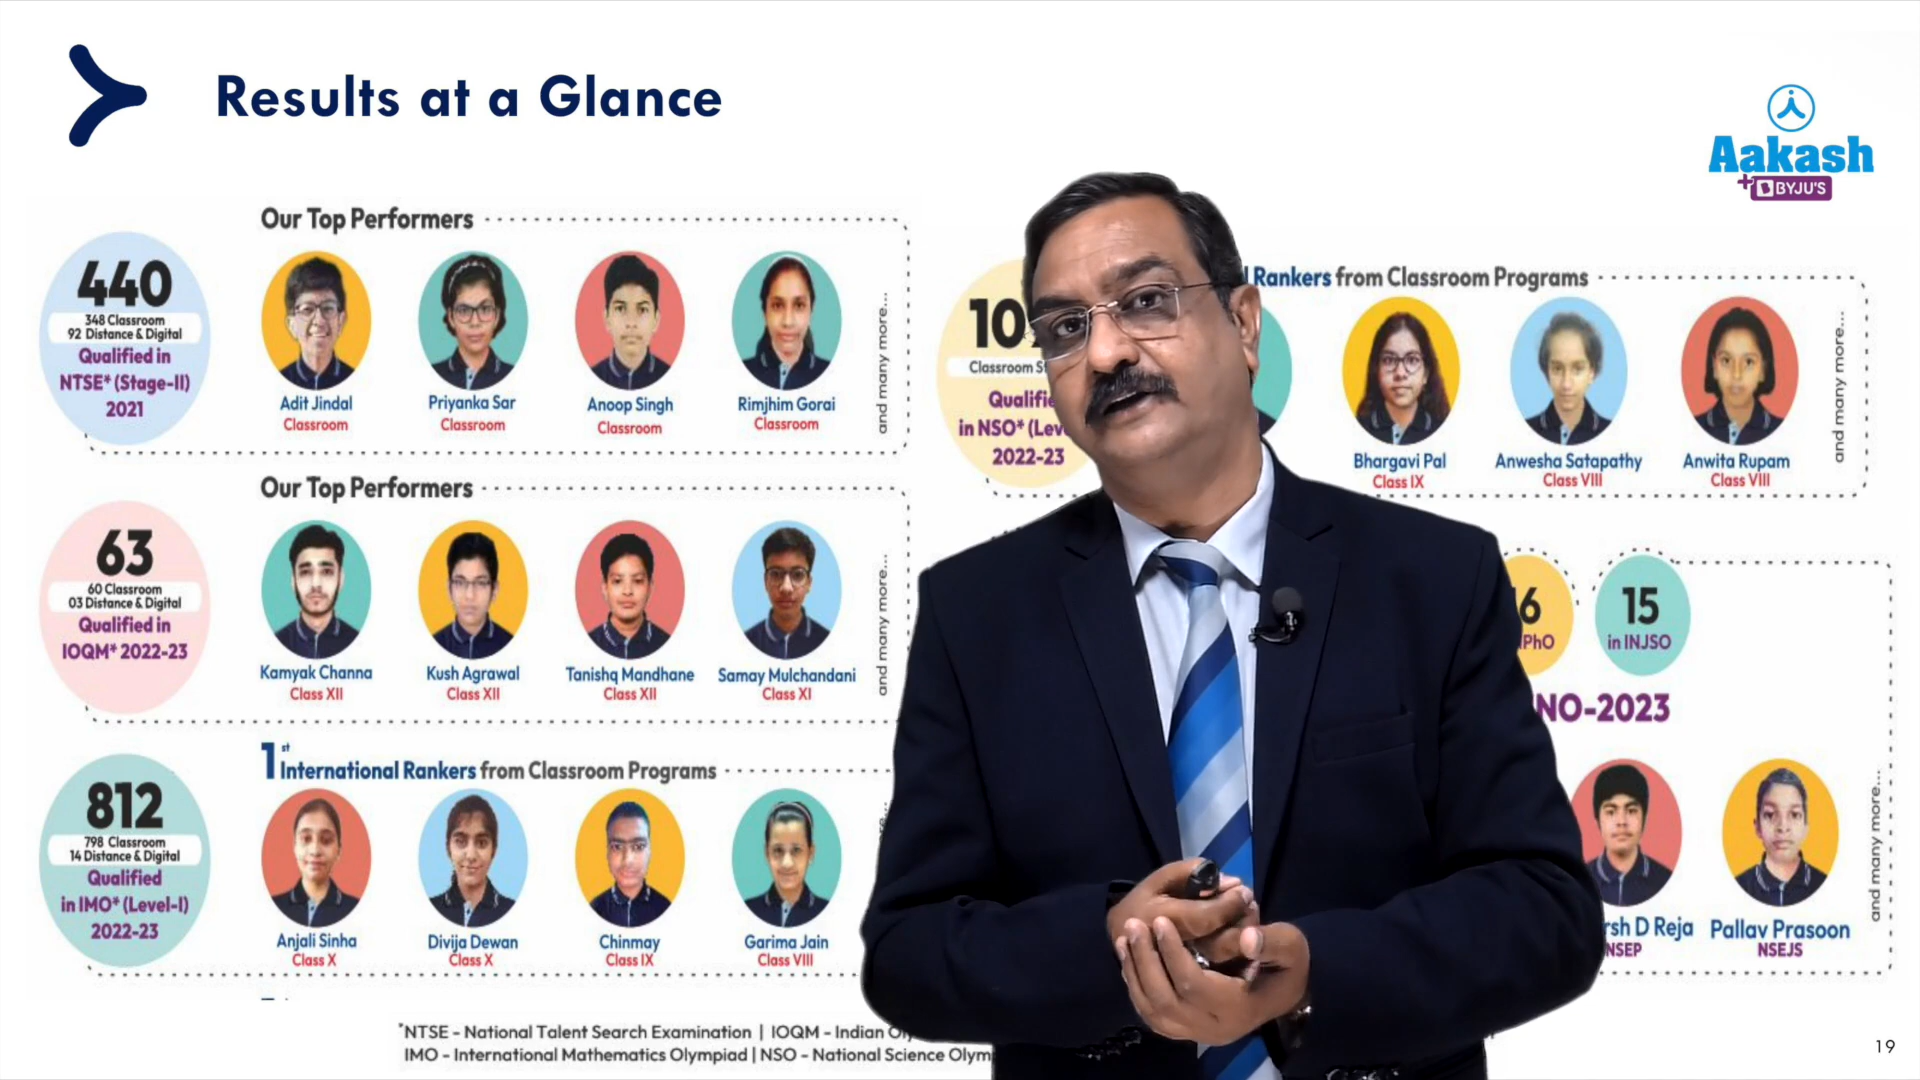 Results at a Glance
Aakash
+ BYJU'S
Our Top Performers
440
348 Classroom
92 Distance & Digital
Qualified in
NTSE* (Stage-II)
2021
Adit Jindal
Classroom
Priyanka Sar
Classroom
Anoop Singh
Classroom
Rimjhim Gorai
Classroom
and many more...
Our Top Performers
63
60 Classroom
03 Distance & Digital
Qualified in
IOQM* 2022-23
Kamyak Channa
Class XII
Kush Agrawal
Class XII
Tanishq Mandhane
Class XII
Samay Mulchandani
Class XI
and many more...
1st International Rankers from Classroom Programs
812
798 Classroom
14 Distance & Digital
Qualified
in IMO* (Level-I)
2022-23
Anjali Sinha
Class X
Divija Dewan
Class X
Chinmay
Class IX
Garima Jain
Class VIII
Rankers from Classroom Programs
10
Classroom
in NSO*
2022-23
Bhargavi Pal
Class IX
Anwesha Satapathy
Class VIII
Anwita Rupam
Class VIII
and many more...
6
PhO
15
in INJSO
NO-2023
D Reja
NSEP
Pallav Prasoon
NSEJS
and many more...
*NTSE - National Talent Search Examination | IOQM - Indian
IMO - International Mathematics Olympiad | NSO - National Science
19